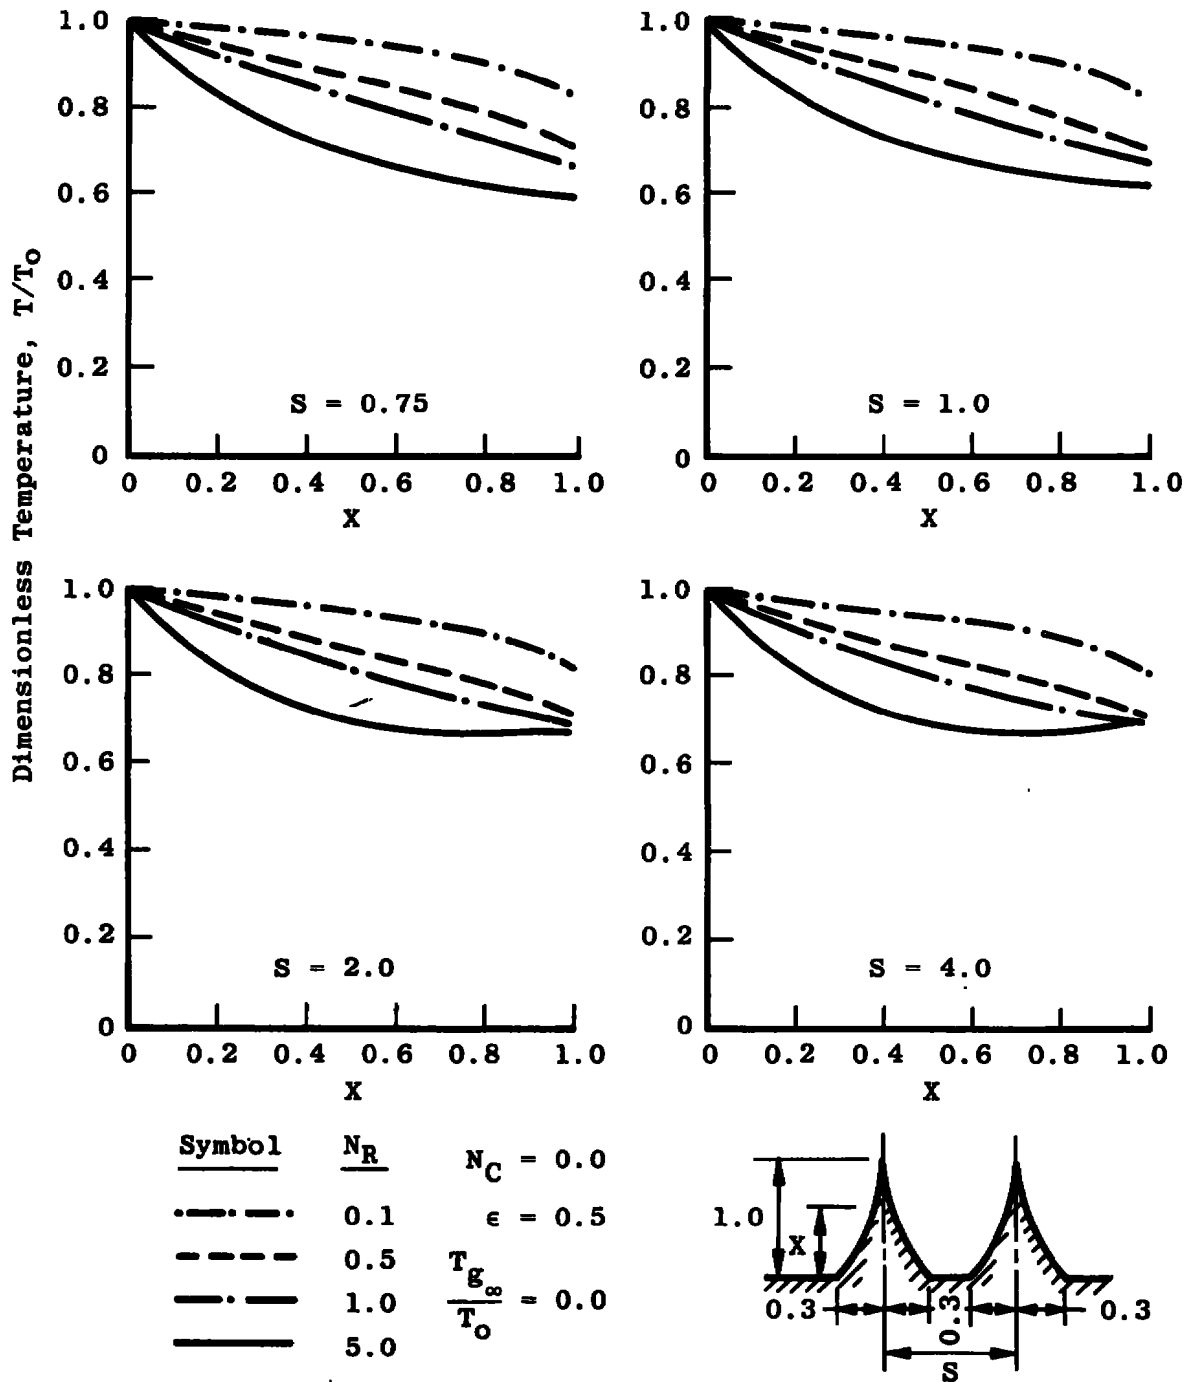 Dimensionless Temperature, T/To
1.0
0.8
0.6
0.4
0.2
0
0 0.2 0.4 0.6 0.8 1.0
X
S = 0.75
1.0
0.8
0.6
0.4
0.2
0
0 0.2 0.4 0.6 0.8 1.0
X
S = 1.0
1.0
0.8
0.6
0.4
0.2
0
0 0.2 0.4 0.6 0.8 1.0
X
S = 2.0
1.0
0.8
0.6
0.4
0.2
0
0 0.2 0.4 0.6 0.8 1.0
X
S = 4.0
Symbol NR
0.1
0.5
1.0
5.0
NC = 0.0
ϵ = 0.5
Tg∞/To = 0.0
1.0
X
0.3
0.3
0.3
S